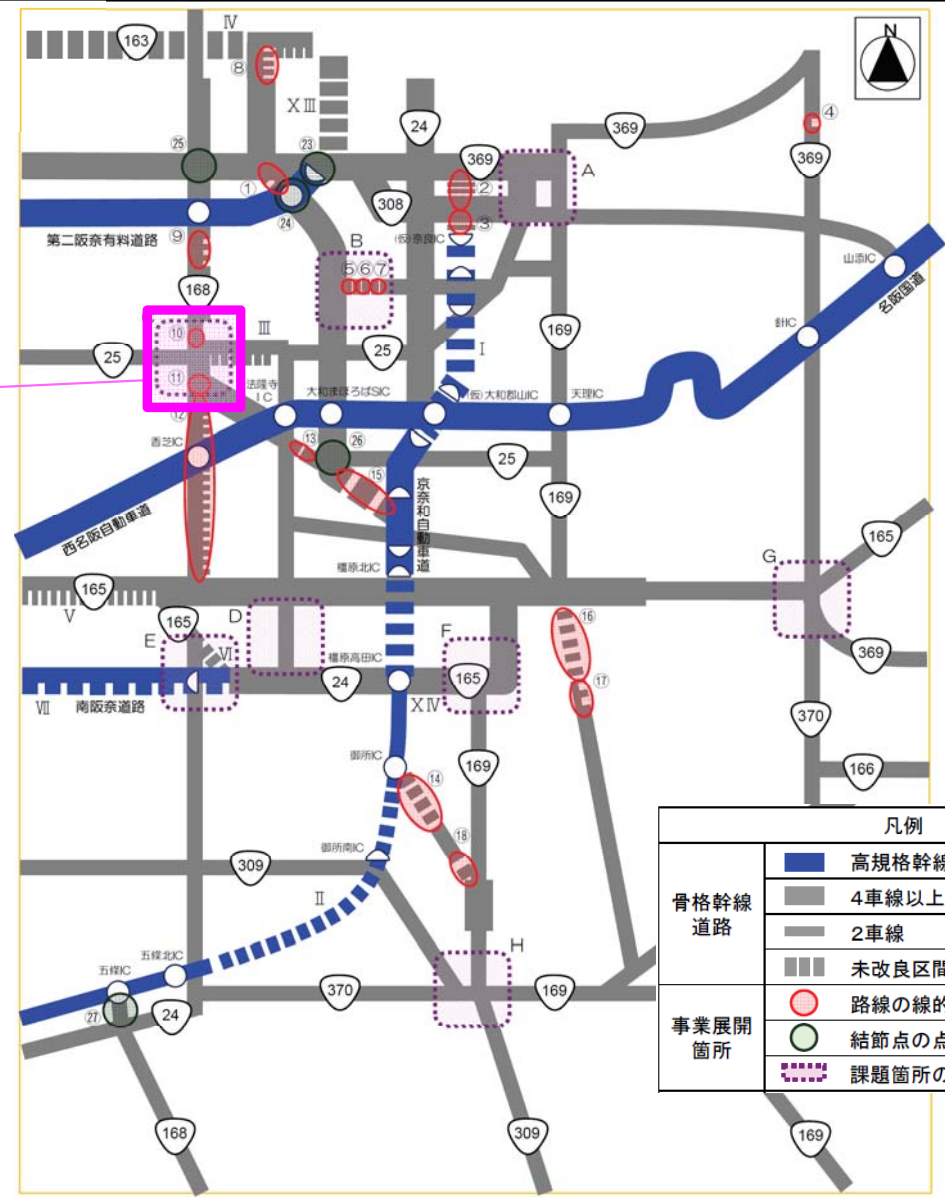 Ⅳ
163
N
⑧
ⅩⅢ
24
④
369
㉕
㉓
369
369
A
①
②
㉔
308
③
第二阪奈有料道路
⑨
(仮)奈良IC
B
⑤⑥⑦
山添IC
名阪国道
168
針IC
⑩
Ⅲ
169
Ⅰ
25
25
⑪
法隆寺IC
大和まほろばSIC
(仮)大和郡山IC
天理IC
⑫
香芝IC
⑬
㉖
25
⑮
西名阪自動車道
京奈和自動車道
169
165
G
橿原北IC
165
Ⅴ
165
D
⑯
E
F
Ⅵ
橿原高田IC
369
24
165
⑰
Ⅶ
南阪奈道路
ⅩⅣ
370
御所IC
169
166
⑭
⑱
御所南IC
309
Ⅱ
H
五條北IC
五條IC
370
169
㉗
24
168
309
169
凡例
骨格幹線道路
高規格幹線
4車線以上
2車線
未改良区間
事業展開箇所
路線の線的
結節点の点
課題箇所の